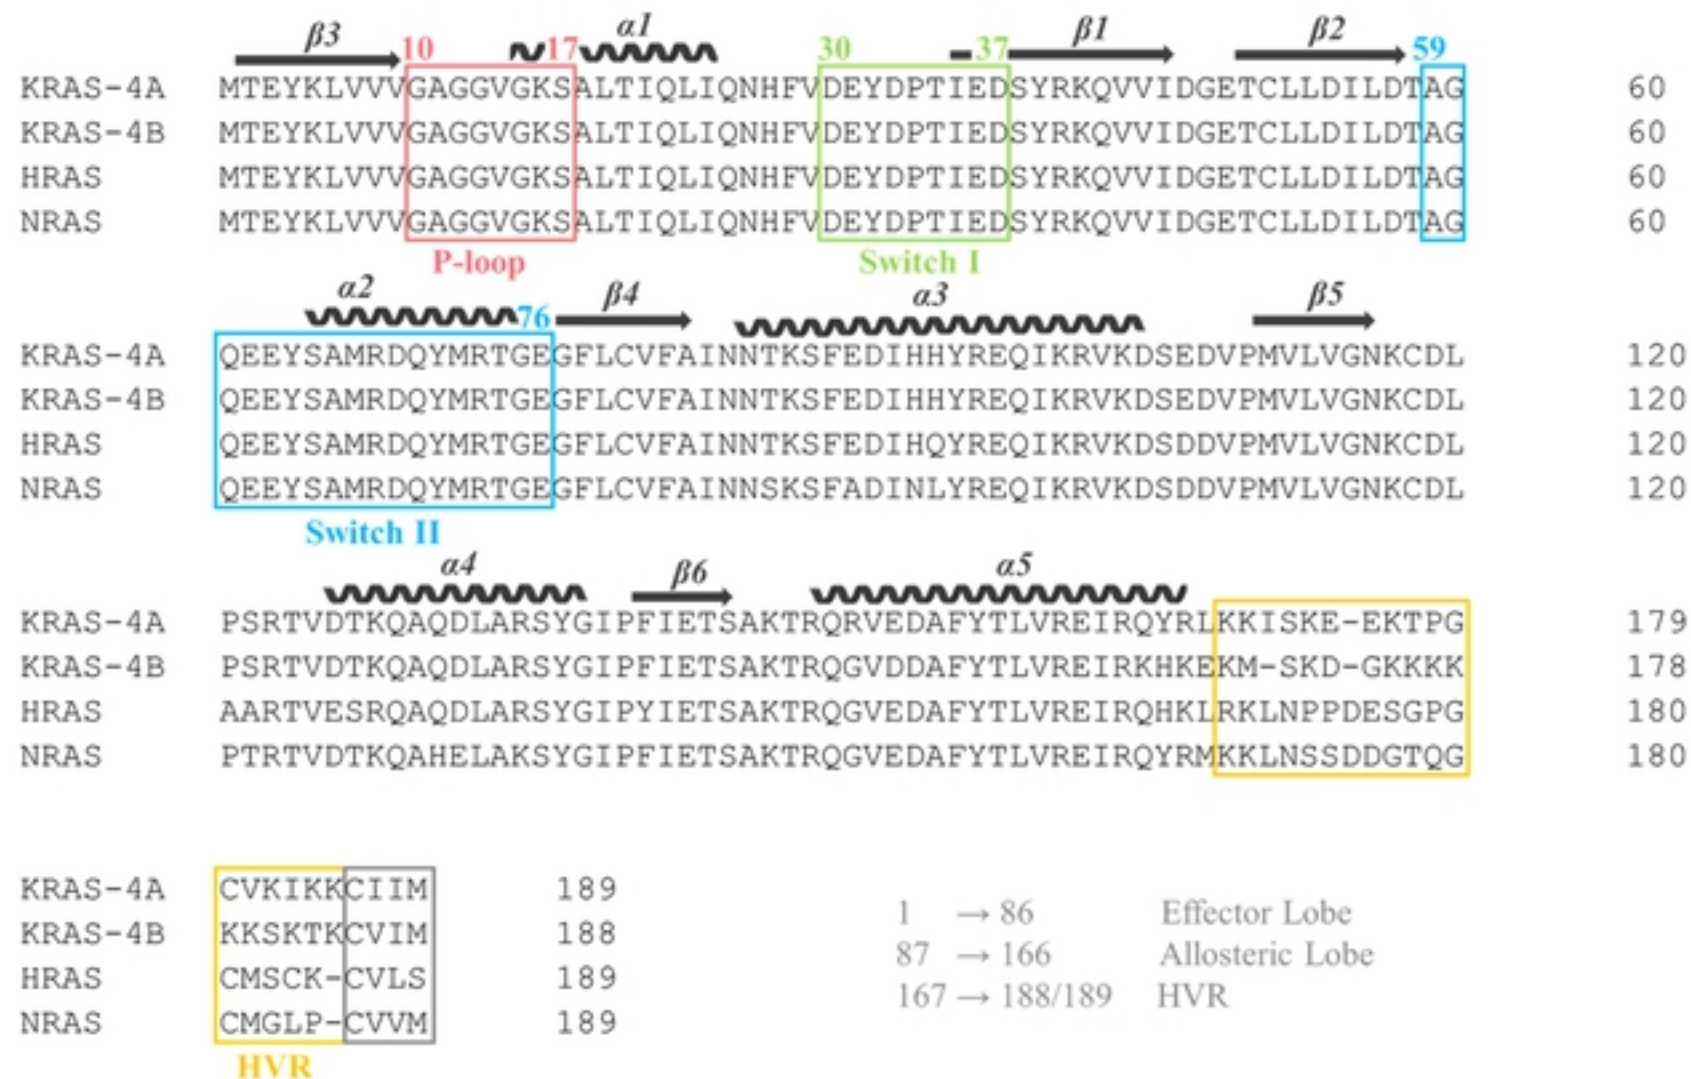 β3 10 17 α1 30 37 β1 β2 59
KRAS-4A MTEYKLVVVGAGGVGKSALTIQLIQNHFVDEYDPTIEDSYRKQVVIDGETCLLDILDTAG 60
KRAS-4B MTEYKLVVVGAGGVGKSALTIQLIQNHFVDEYDPTIEDSYRKQVVIDGETCLLDILDTAG 60
HRAS MTEYKLVVVGAGGVGKSALTIQLIQNHFVDEYDPTIEDSYRKQVVIDGETCLLDILDTAG 60
NRAS MTEYKLVVVGAGGVGKSALTIQLIQNHFVDEYDPTIEDSYRKQVVIDGETCLLDILDTAG 60
P-loop Switch I
α2 76 β4 α3 β5
KRAS-4A QEEYSAMRDQYMRTGEGFLCVFAINNTKSFEDIHHYREQIKRVKDSEDVPMVLVGNKCDL 120
KRAS-4B QEEYSAMRDQYMRTGEGFLCVFAINNTKSFEDIHHYREQIKRVKDSEDVPMVLVGNKCDL 120
HRAS QEEYSAMRDQYMRTGEGFLCVFAINNTKSFEDIHQYREQIKRVKDSDDVPMVLVGNKCDL 120
NRAS QEEYSAMRDQYMRTGEGFLCVFAINNSKSFADINLYREQIKRVKDSDDVPMVLVGNKCDL 120
Switch II
α4 β6 α5
KRAS-4A PSRTVDTKQAQDLARSYGIPFIETSAKTRQRVEDAFYTLVREIRQYRLKKISKE-EKTPG 179
KRAS-4B PSRTVDTKQAQDLARSYGIPFIETSAKTRQGVDDAFYTLVREIRKHKEKM-SKD-GKKKK 178
HRAS AARTVESRQAQDLARSYGIPYIETSAKTRQGVEDAFYTLVREIRQHKLRKLNPPDESGPG 180
NRAS PTRTVDTKQAHELAKSYGIPFIETSAKTRQGVEDAFYTLVREIRQYRMKKLNSSDDGTQG 180
KRAS-4A CVKIKKCIIM 189
KRAS-4B KKSKTKCVIM 188
HRAS CMSCK-CVLS 189
NRAS CMGLP-CVVM 189
HVR
1 → 86 Effector Lobe
87 → 166 Allosteric Lobe
167 → 188/189 HVR